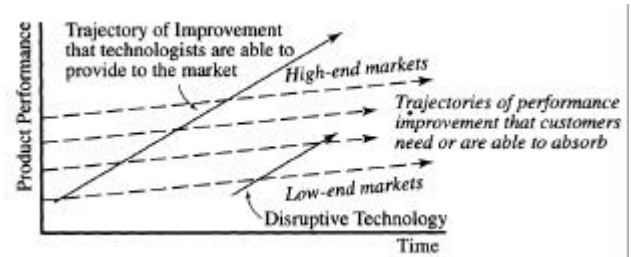 Trajectory of Improvement
that technologists are able to
provide to the market
High-end markets
Trajectories of performance
improvement that customers
need or are able to absorb
Product Performance
Low-end markets
Disruptive Technology
Time